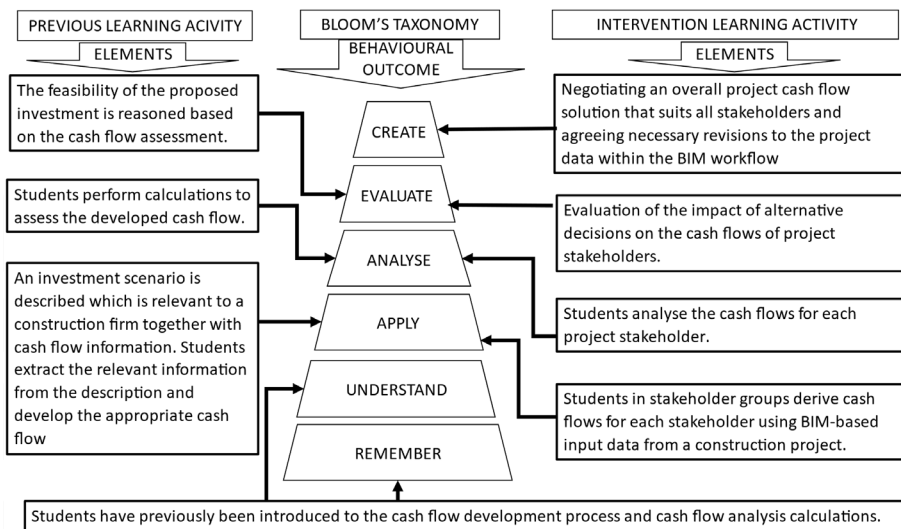 PREVIOUS LEARNING ACIVITY
ELEMENTS
The feasibility of the proposed
investment is reasoned based
on the cash flow assessment.
Students perform calculations to
assess the developed cash flow.
An investment scenario is
described which is relevant to a
construction firm together with
cash flow information. Students
extract the relevant information
from the description and
develop the appropriate cash
flow
BLOOM’S TAXONOMY
BEHAVIOURAL
OUTCOME
CREATE
EVALUATE
ANALYSE
APPLY
UNDERSTAND
REMEMBER
INTERVENTION LEARNING ACTIVITY
ELEMENTS
Negotiating an overall project cash flow
solution that suits all stakeholders and
agreeing necessary revisions to the project
data within the BIM workflow
Evaluation of the impact of alternative
decisions on the cash flows of project
stakeholders.
Students analyse the cash flows for each
project stakeholder.
Students in stakeholder groups derive cash
flows for each stakeholder using BIM-based
input data from a construction project.
Students have previously been introduced to the cash flow development process and cash flow analysis calculations.